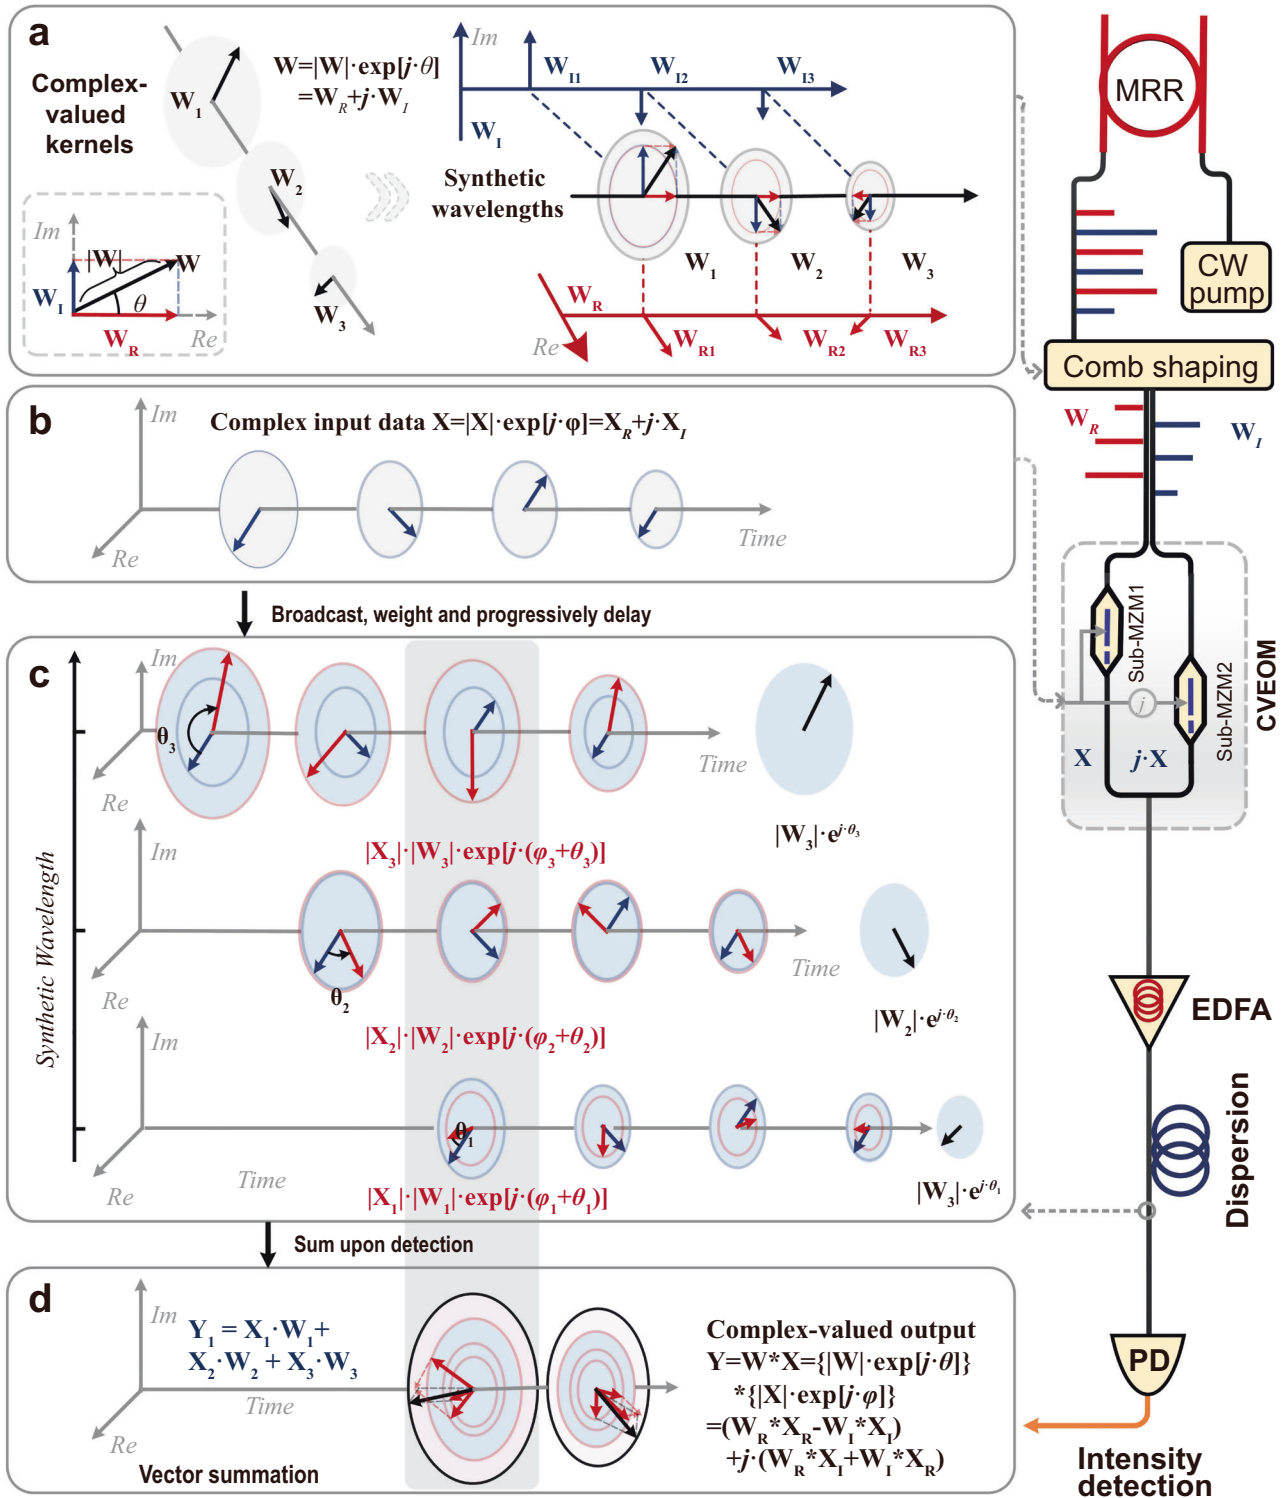 a
Complex-
valued
kernels
W1
W2
W3
W=|W|·exp[j·θ]
=WR+j·WI
Im
|W|
W
WI
θ
WR
Re
Im
WI1
WI2
WI3
WI
Synthetic
wavelengths
W1
W2
W3
WR
Re
WR1
WR2
WR3
MRR
CW
pump
Comb shaping
WR
WI
b
Im
Complex input data X=|X|·exp[j·φ]=XR+j·XI
Re
Time
Broadcast, weight and progressively delay
Sub-MZM1
j
Sub-MZM2
X
j·X
CVEOM
c
Synthetic Wavelength
Im
θ3
Re
Time
|W3|·e^j·θ3
|X3|·|W3|·exp[j·(φ3+θ3)]
Im
Re
θ2
Time
|W2|·e^j·θ2
|X2|·|W2|·exp[j·(φ2+θ2)]
Im
Re
θ1
Time
|W3|·e^j·θ1
|X1|·|W1|·exp[j·(φ1+θ1)]
EDFA
Dispersion
Sum upon detection
d
Im
Y1 = X1·W1+
X2·W2 + X3·W3
Time
Re
Vector summation
Complex-valued output
Y=W*X={|W|·exp[j·θ]}
*{|X|·exp[j·φ]}
=(WR*XR-WI*XI)
+j·(WR*XI+WI*XR)
PD
Intensity
detection